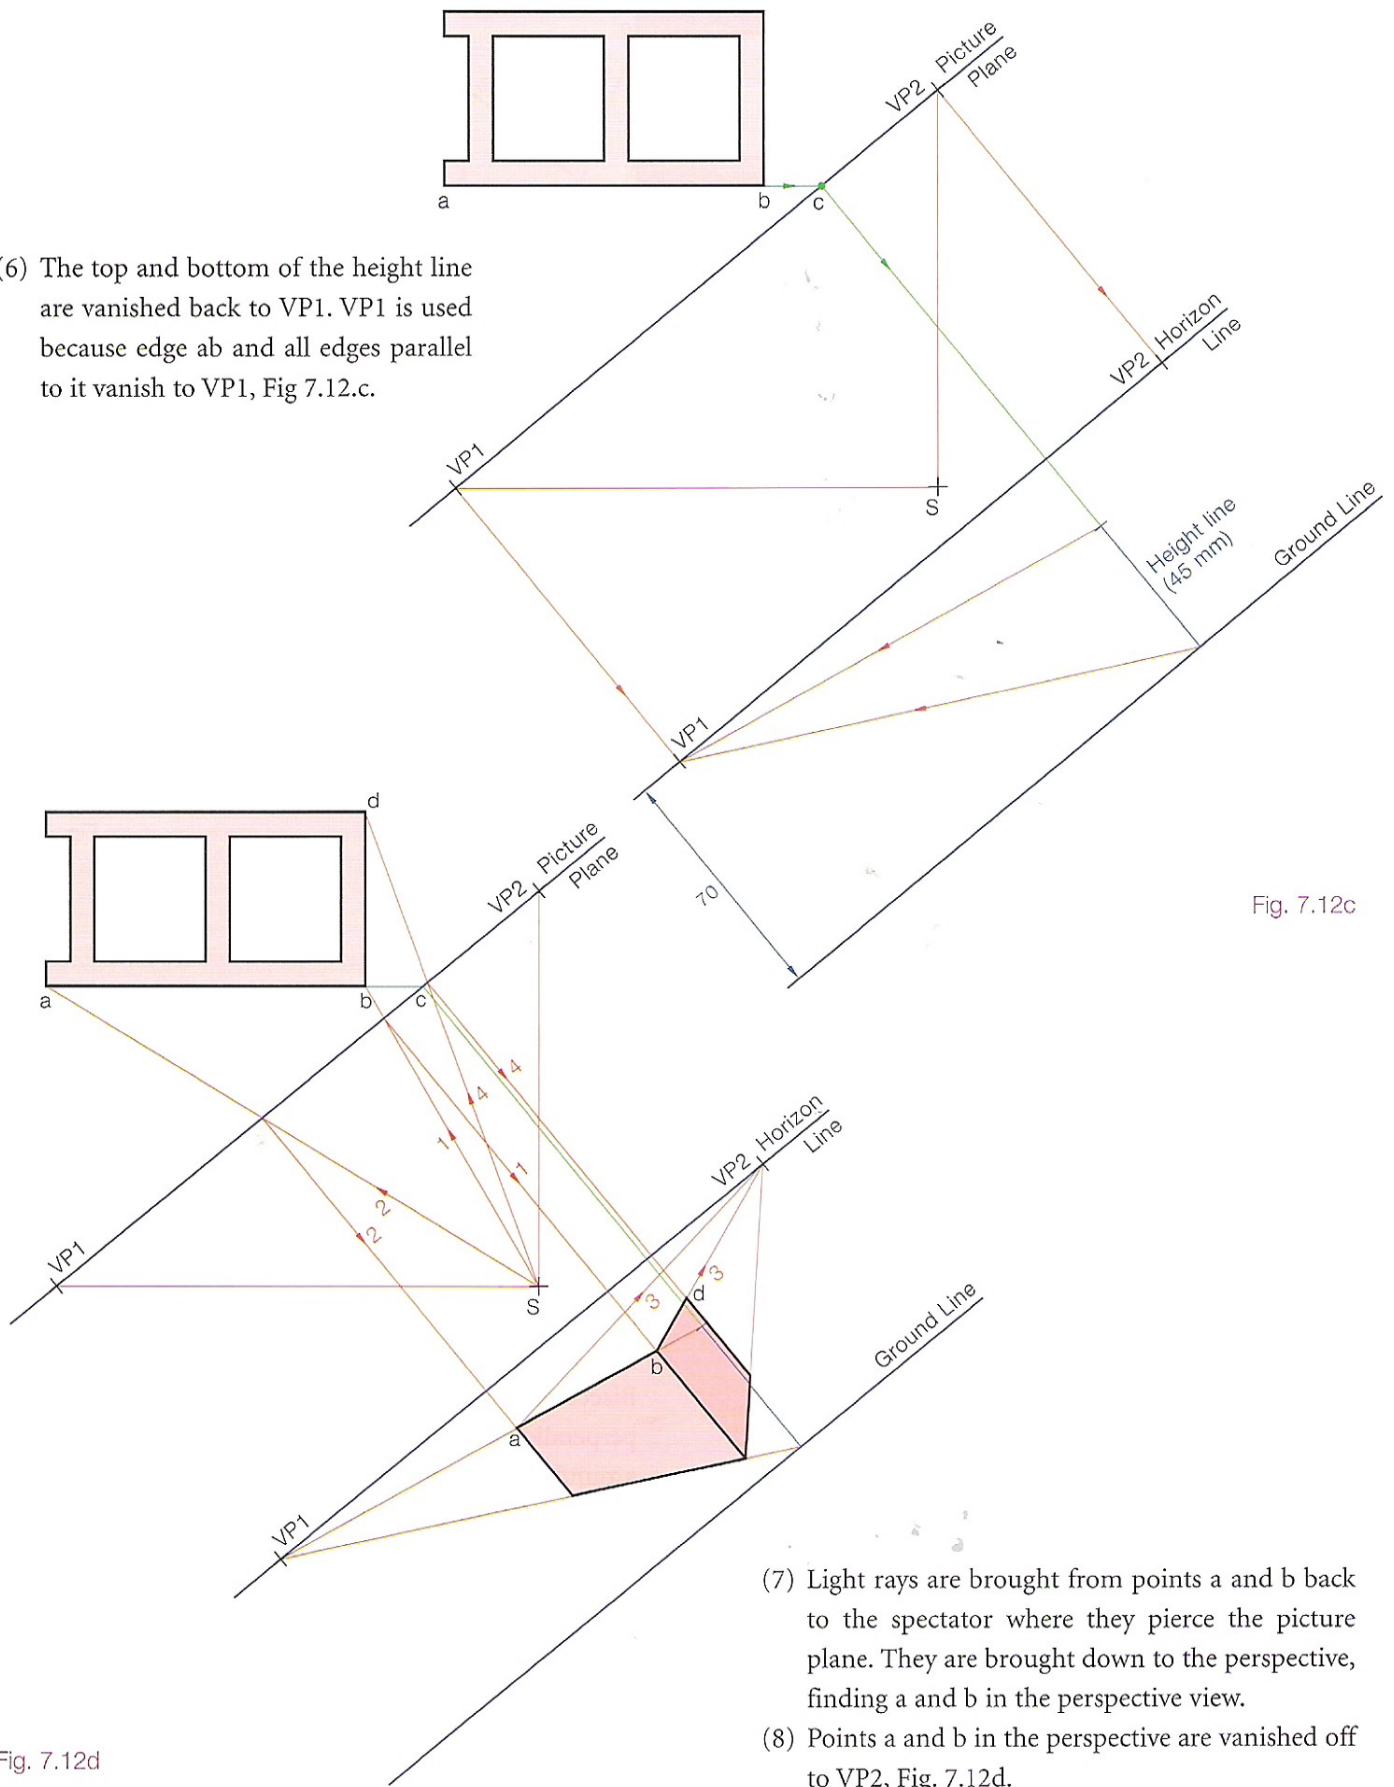 VP2 Picture
Plane
a
b
c
(6) The top and bottom of the height line
are vanished back to VP1. VP1 is used
because edge ab and all edges parallel
to it vanish to VP1, Fig 7.12.c.
VP2 Horizon
Line
VP1
S
Height line
(45 mm)
Ground Line
VP1
70
Fig. 7.12c
d
VP2 Picture
Plane
a
b
c
4
4
1
1
2
2
VP2 Horizon
Line
VP1
S
3
3
d
Ground Line
b
a
VP1
(7) Light rays are brought from points a and b back
to the spectator where they pierce the picture
plane. They are brought down to the perspective,
finding a and b in the perspective view.
(8) Points a and b in the perspective are vanished off
to VP2, Fig. 7.12d.
Fig. 7.12d